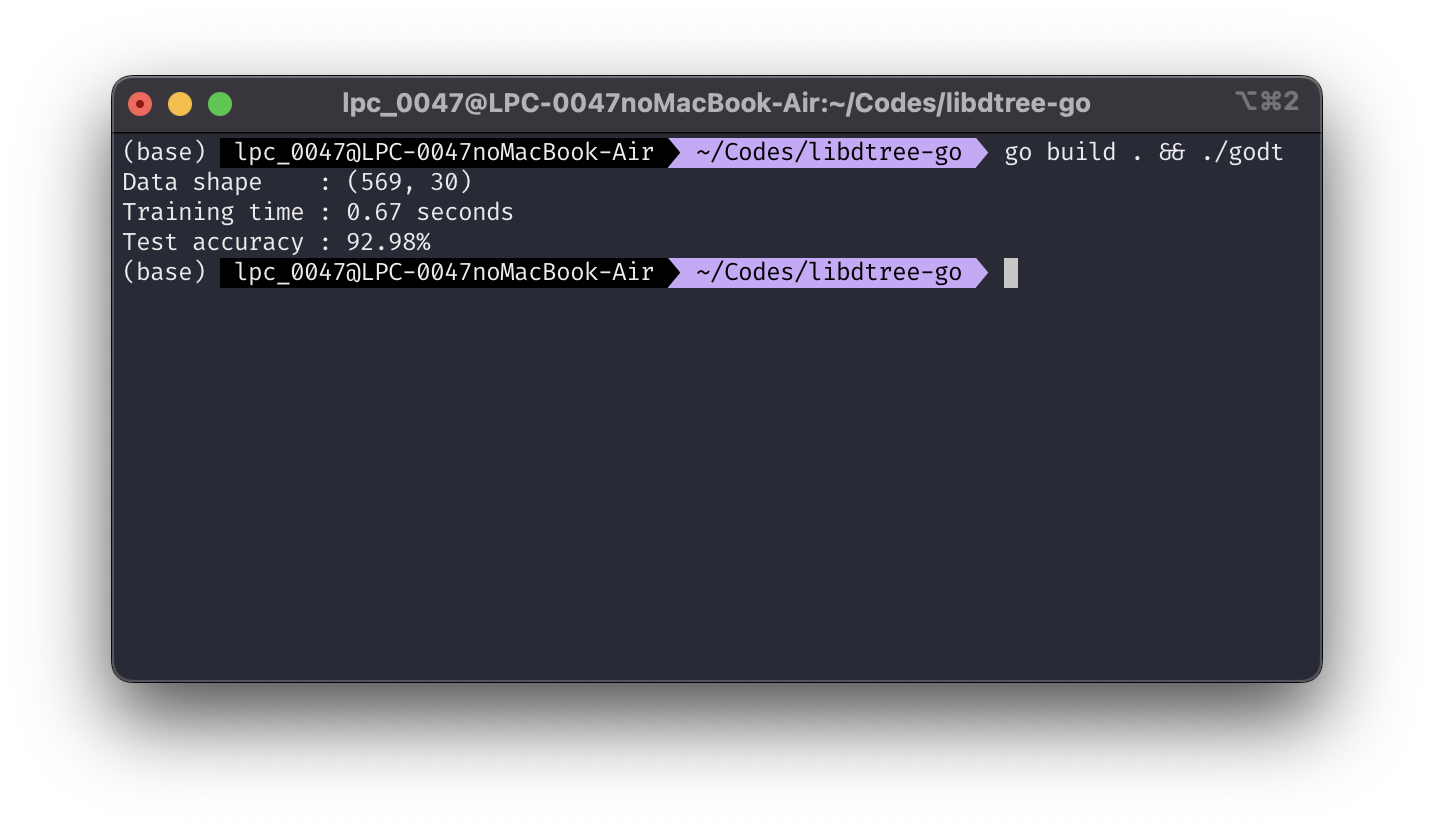 lpc_0047@LPC-0047noMacBook-Air:~/Codes/libdtree-go ⌥⌘2
(base) lpc_0047@LPC-0047noMacBook-Air ~/Codes/libdtree-go go build . && ./godt
Data shape    : (569, 30)
Training time : 0.67 seconds
Test accuracy : 92.98%
(base) lpc_0047@LPC-0047noMacBook-Air ~/Codes/libdtree-go